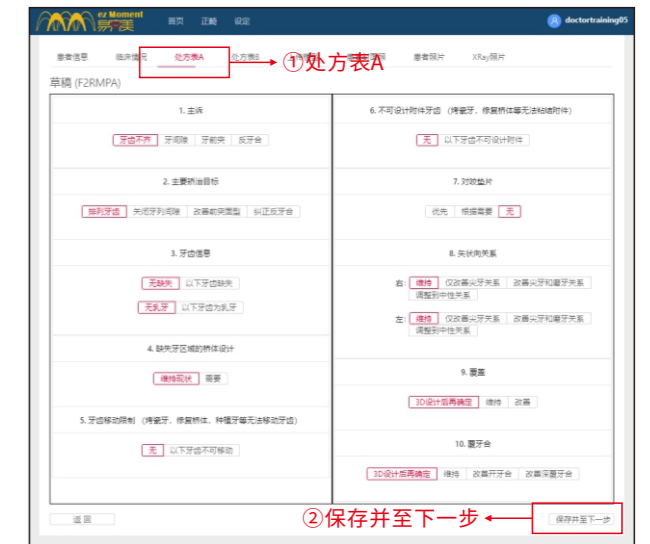 ez Moment
易齐美
首页 正畸 设定
doctortraining05
患者信息 临床情况 处方表A 处方表B 患者照片 XRay照片
①处方表A
草稿 (F2RMPA)
1. 主诉
牙齿不齐 牙间隙 牙前突 反牙合
2. 主要矫治目标
排列牙齿 关闭牙列间隙 改善前突面型 纠正反牙合
3. 牙齿信息
无缺失 以下牙齿缺失
无乳牙 以下牙齿为乳牙
4. 缺失牙区域的桥体设计
维持现状 需要
5. 牙齿移动限制 (烤瓷牙、修复桥体、种植牙等无法移动牙齿)
无 以下牙齿不可移动
6. 不可设计附件牙齿 (烤瓷牙、修复桥体等无法粘结附件)
无 以下牙齿不可设计附件
7. 对咬垫片
优先 根据需要 无
8. 矢状向关系
右: 维持 仅改善尖牙关系 改善尖牙和磨牙关系
调整到中性关系
左: 维持 仅改善尖牙关系 改善尖牙和磨牙关系
调整到中性关系
9. 覆盖
3D设计后再确定 维持 改善
10. 覆牙合
3D设计后再确定 维持 改善开牙合 改善深覆牙合
返回
②保存并至下一步
保存并至下一步